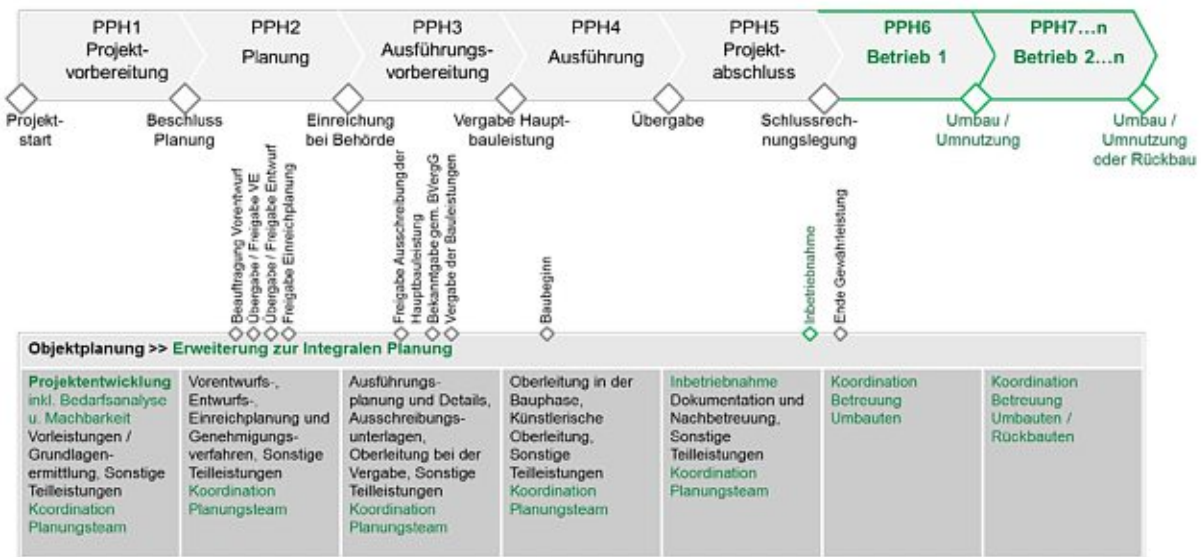 PPH1
Projekt-
vorbereitung
PPH2
Planung
PPH3
Ausführungs-
vorbereitung
PPH4
Ausführung
PPH5
Projekt-
abschluss
PPH6
Betrieb 1
PPH7...n
Betrieb 2...n
Projekt-
start
Beschluss
Planung
Einreichung
bei Behörde
Vergabe Haupt-
bauleistung
Übergabe
Schlussrech-
nungslegung
Umbau /
Umnutzung
Umbau /
Umnutzung
oder Rückbau
Beauftragung Vorentwurf
Übergabe / Freigabe VE
Übergabe / Freigabe Entwurf
Freigabe Einreichplanung
Freigabe Ausschreibung der
Hauptbauleistung
Bekanntgabe gem. BVergG
Vergabe der Bauleistungen
Baubeginn
Inbetriebnahme
Ende Gewährleistung
Objektplanung >> Erweiterung zur Integralen Planung
Projektentwicklung
inkl. Bedarfsanalyse
u. Machbarkeit
Vorleistungen /
Grundlagen-
ermittlung, Sonstige
Teilleistungen
Koordination
Planungsteam
Vorentwurfs-,
Entwurfs-,
Einreichplanung und
Genehmigungs-
verfahren, Sonstige
Teilleistungen
Koordination
Planungsteam
Ausführungs-
planung und Details,
Ausschreibungs-
unterlagen,
Oberleitung bei der
Vergabe, Sonstige
Teilleistungen
Koordination
Planungsteam
Oberleitung in der
Bauphase,
Künstlerische
Oberleitung,
Sonstige
Teilleistungen
Koordination
Planungsteam
Inbetriebnahme
Dokumentation und
Nachbetreuung,
Sonstige
Teilleistungen
Koordination
Planungsteam
Koordination
Betreuung
Umbauten
Koordination
Betreuung
Umbauten /
Rückbauten